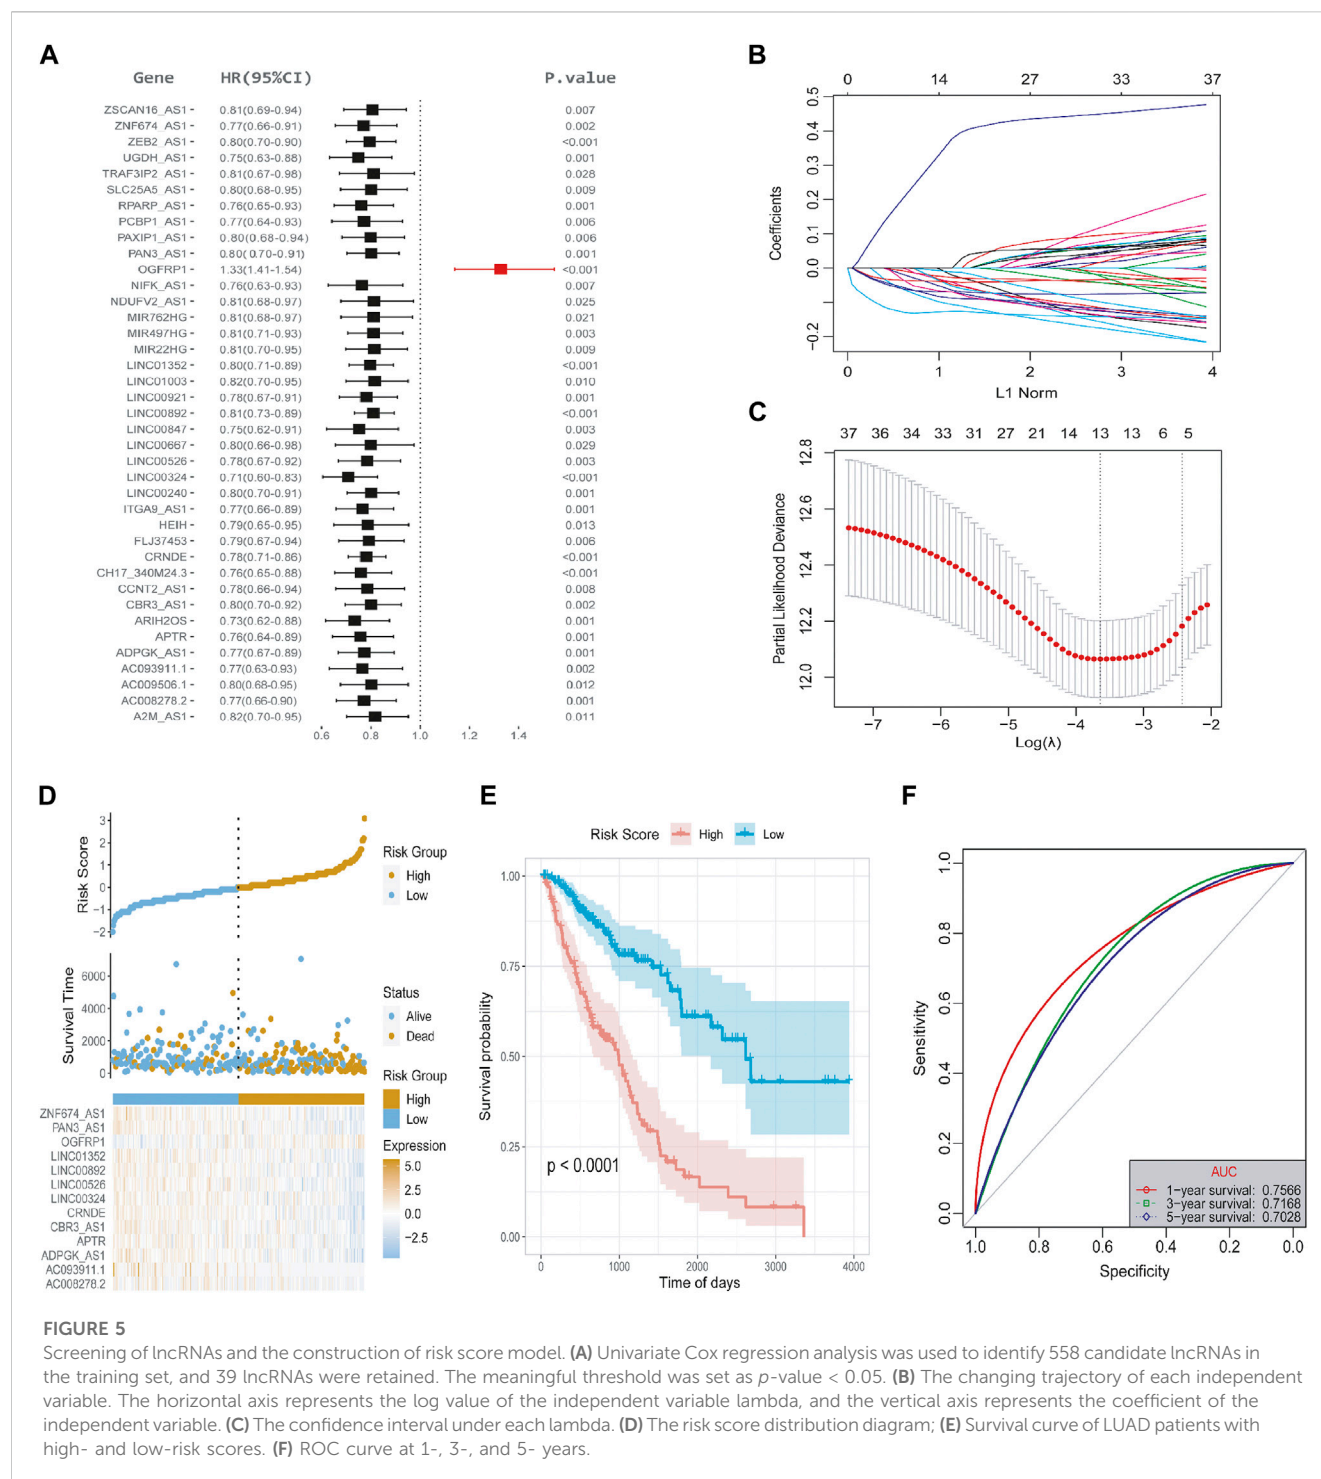 A
Gene HR(95%CI) P.value
ZSCAN16_AS1 0.81(0.69-0.94) 0.007
ZNF674_AS1 0.77(0.66-0.91) 0.002
ZEB2_AS1 0.80(0.70-0.90) <0.001
UGDH_AS1 0.75(0.63-0.88) 0.001
TRAF3IP2_AS1 0.81(0.67-0.98) 0.028
SLC25A5_AS1 0.80(0.68-0.95) 0.009
RPARP_AS1 0.76(0.65-0.93) 0.001
PCBP1_AS1 0.77(0.64-0.93) 0.006
PAXIP1_AS1 0.80(0.68-0.94) 0.006
PAN3_AS1 0.80(0.70-0.91) 0.001
OGFRP1 1.33(1.41-1.54) <0.001
NIFK_AS1 0.76(0.63-0.93) 0.007
NDUFV2_AS1 0.81(0.68-0.97) 0.025
MIR762HG 0.81(0.68-0.97) 0.021
MIR497HG 0.81(0.71-0.93) 0.003
MIR22HG 0.81(0.70-0.95) 0.009
LINC01352 0.80(0.71-0.89) <0.001
LINC01003 0.82(0.70-0.95) 0.010
LINC00921 0.78(0.67-0.91) 0.001
LINC00892 0.81(0.73-0.89) <0.001
LINC00847 0.75(0.62-0.91) 0.003
LINC00667 0.80(0.66-0.98) 0.029
LINC00526 0.78(0.67-0.92) 0.003
LINC00324 0.71(0.60-0.83) <0.001
LINC00240 0.80(0.70-0.91) 0.001
ITGA9_AS1 0.77(0.66-0.89) 0.001
HEIH 0.79(0.65-0.95) 0.013
FLJ37453 0.79(0.67-0.94) 0.006
CRNDE 0.78(0.71-0.86) <0.001
CH17_340M24.3 0.76(0.65-0.88) <0.001
CCNT2_AS1 0.78(0.66-0.94) 0.008
CBR3_AS1 0.80(0.70-0.92) 0.002
ARIH2OS 0.73(0.62-0.88) 0.001
APTR 0.76(0.64-0.89) 0.001
ADPGK_AS1 0.77(0.67-0.89) 0.001
AC093911.1 0.77(0.63-0.93) 0.002
AC009506.1 0.80(0.68-0.95) 0.012
AC008278.2 0.77(0.66-0.90) 0.001
A2M_AS1 0.82(0.70-0.95) 0.011
0.6 0.8 1.0 1.2 1.4
B
0 14 27 33 37
0.5
0.4
0.3
0.2
0.1
0.0
−0.2
Coefficients
0 1 2 3 4
L1 Norm
C
37 36 34 33 31 27 21 14 13 13 6 5
12.8
12.6
12.4
12.2
12.0
Partial Likelihood Deviance
−7 −6 −5 −4 −3 −2
Log(λ)
D
3
2
1
0
−1
−2
Risk Score
Risk Group
High
Low
6000
4000
2000
0
Survival Time
Status
Alive
Dead
Risk Group
High
Low
ZNF674_AS1
PAN3_AS1
OGFRP1
LINC01352
LINC00892
LINC00526
LINC00324
CRNDE
CBR3_AS1
APTR
ADPGK_AS1
AC093911.1
AC008278.2
Expression
5.0
2.5
0.0
−2.5
E
Risk Score High Low
1.00
0.75
0.50
0.25
0.00
Survival probability
p < 0.0001
0 1000 2000 3000 4000
Time of days
F
1.0
0.8
0.6
0.4
0.2
0.0
Sensitivity
AUC
1−year survival: 0.7566
3−year survival: 0.7168
5−year survival: 0.7028
1.0 0.8 0.6 0.4 0.2 0.0
Specificity
FIGURE 5
Screening of lncRNAs and the construction of risk score model. (A) Univariate Cox regression analysis was used to identify 558 candidate lncRNAs in
the training set, and 39 lncRNAs were retained. The meaningful threshold was set as p-value < 0.05. (B) The changing trajectory of each independent
variable. The horizontal axis represents the log value of the independent variable lambda, and the vertical axis represents the coefficient of the
independent variable. (C) The confidence interval under each lambda. (D) The risk score distribution diagram; (E) Survival curve of LUAD patients with
high- and low-risk scores. (F) ROC curve at 1-, 3-, and 5- years.